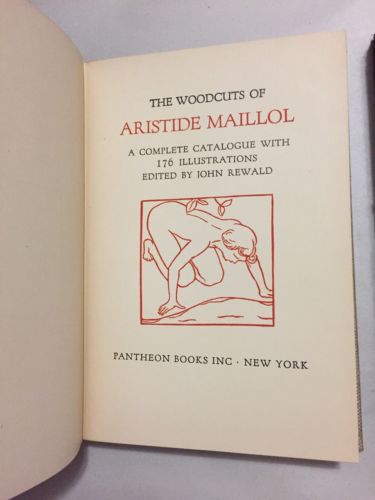 THE WOODCUTS OF
ARISTIDE MAILLOL
A COMPLETE CATALOGUE WITH
176 ILLUSTRATIONS
EDITED BY JOHN REWALD
PANTHEON BOOKS INC · NEW YORK